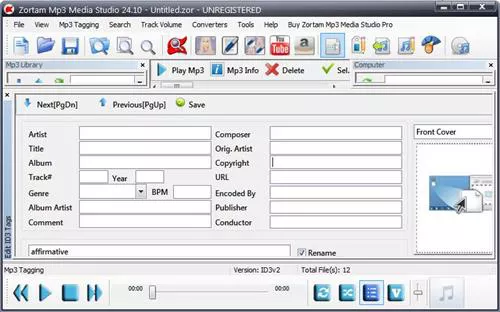 Zortam Mp3 Media Studio 24.10 - Untitled.zor - UNREGISTERED
File View Mp3 Tagging Search Track Volume Converters Tools Help Buy Zortam Mp3 Media Studio Pro
You
Tube
a
Mp3 Library
Play Mp3 Mp3 Info Delete Sel.
Computer
Next[PgDn] Previous[PgUp] Save
Artist Composer
Title Orig. Artist
Album Copyright
Track# Year URL
Genre BPM Encoded By
Album Artist Publisher
Comment Conductor
Front Cover
Edit ID3 Tags
affirmative
Rename
Mp3 Tagging Version: ID3v2 Total File(s): 12
00:00 00:00
V